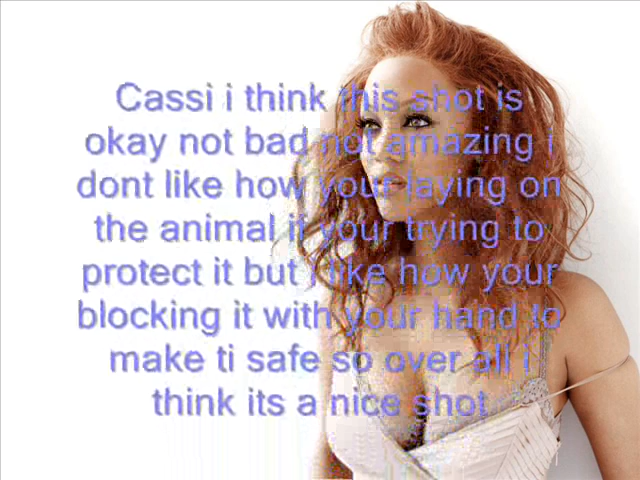 Cassi i think this shot is
okay not bad not amazing i
dont like how your laying on
the animal if your trying to
protect it but i like how your
blocking it with your hand to
make ti safe so over all i
think its a nice shot